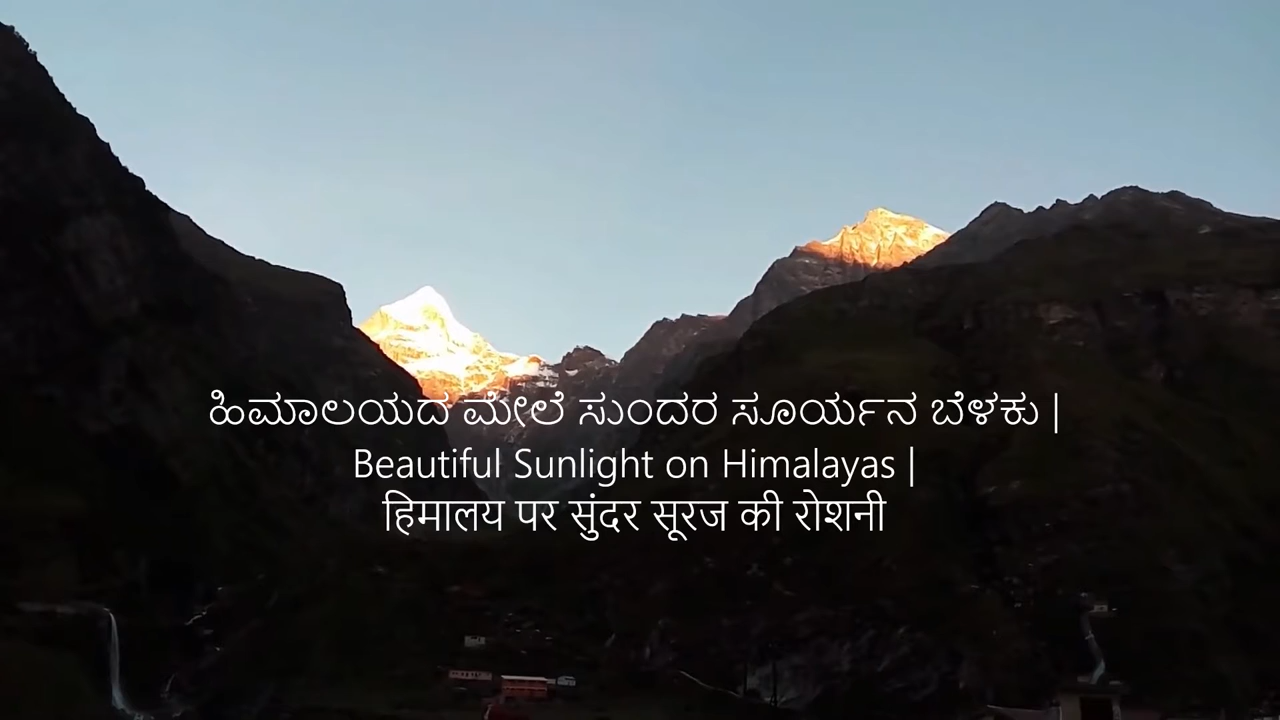 ಹಿಮಾಲಯದ ಮೇಲೆ ಸುಂದರ ಸೂರ್ಯನ ಬೆಳಕು |
Beautiful Sunlight on Himalayas |
हिमालय पर सुंदर सूरज की रोशनी